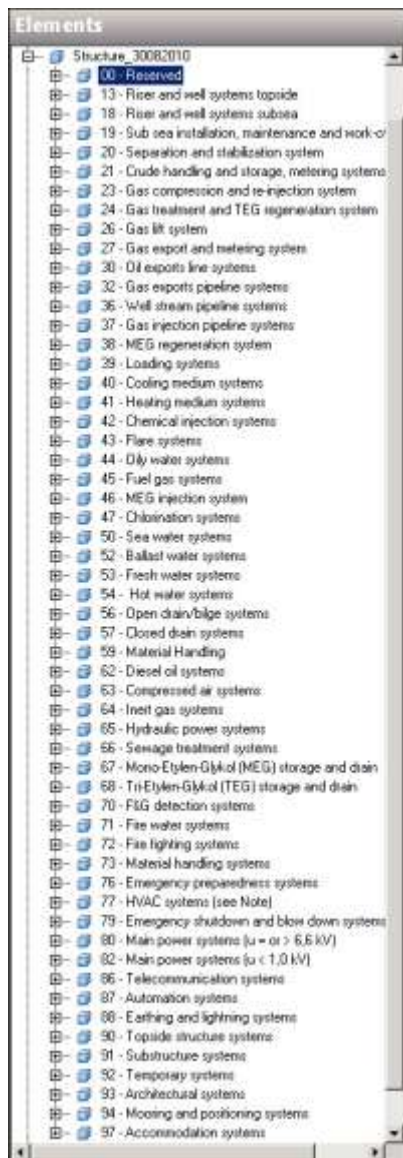 Elements
Structure_30082010
00 - Reserved
13 - Riser and well systems topside
18 - Riser and well systems subsea
19 - Sub sea installation, maintenance and work-o
20 - Separation and stabilization system
21 - Crude handling and storage, metering systems
23 - Gas compression and re-injection system
24 - Gas treatment and TEG regeneration system
26 - Gas lift system
27 - Gas export and metering system
30 - Oil exports line systems
32 - Gas exports pipeline systems
36 - Well stream pipeline systems
37 - Gas injection pipeline systems
38 - MEG regeneration system
39 - Loading systems
40 - Cooling medium systems
41 - Heating medium systems
42 - Chemical injection systems
43 - Flare systems
44 - Oily water systems
45 - Fuel gas systems
46 - MEG injection system
47 - Chlorination systems
50 - Sea water systems
52 - Ballast water systems
53 - Fresh water systems
54 - Hot water systems
56 - Open drain/bilge systems
57 - Closed drain systems
59 - Material Handling
62 - Diesel oil systems
63 - Compressed air systems
64 - Inert gas systems
65 - Hydraulic power systems
66 - Sewage treatment systems
67 - Mono-Etylen-Glykol (MEG) storage and drain
68 - Tri-Etylen-Glykol (TEG) storage and drain
70 - F&G detection systems
71 - Fire water systems
72 - Fire fighting systems
73 - Material handling systems
76 - Emergency preparedness systems
77 - HVAC systems (see Note)
79 - Emergency shutdown and blow down systems
80 - Main power systems (u = or > 6,6 kV)
82 - Main power systems (u < 1,0 kV)
86 - Telecommunication systems
87 - Automation systems
88 - Earthing and lightning systems
90 - Topside structure systems
91 - Substructure systems
92 - Temporary systems
93 - Architectural systems
94 - Mooring and positioning systems
97 - Accommodation systems